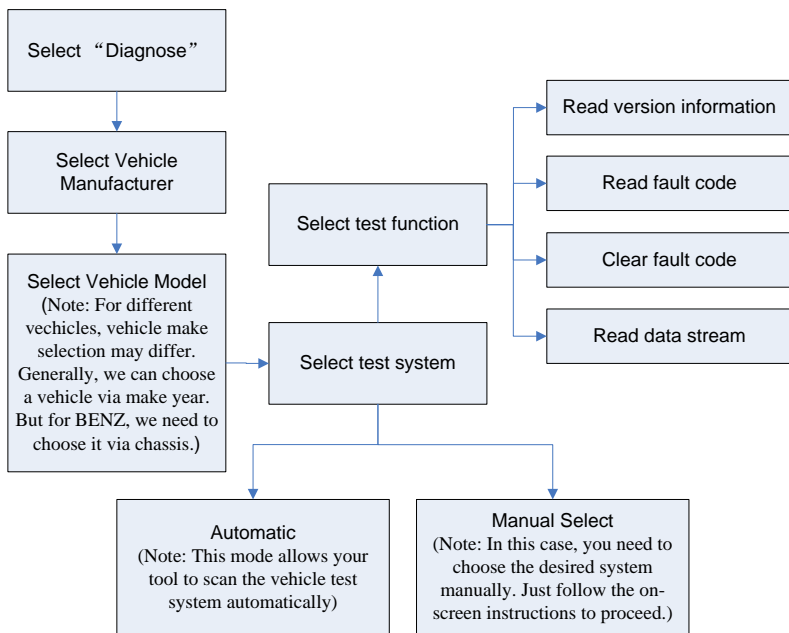 Select “Diagnose”
Select Vehicle
Manufacturer
Select Vehicle Model
(Note: For different
vechicles, vehicle make
selection may differ.
Generally, we can choose
a vehicle via make year.
But for BENZ, we need to
choose it via chassis.)
Select test system
Select test function
Read version information
Read fault code
Clear fault code
Read data stream
Automatic
(Note: This mode allows your
tool to scan the vehicle test
system automatically)
Manual Select
(Note: In this case, you need to
choose the desired system
manually. Just follow the on-
screen instructions to proceed.)